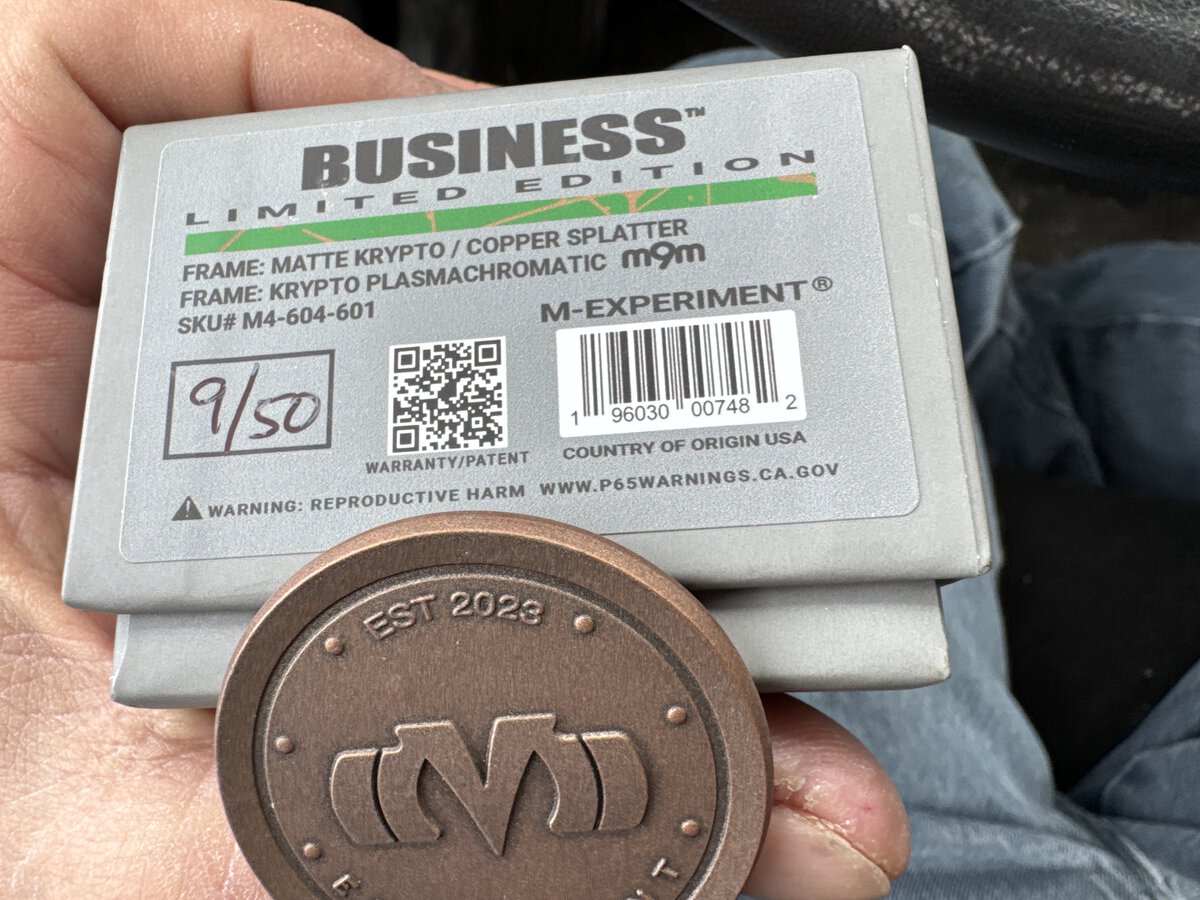 BUSINESS™
LIMITED EDITION
FRAME: MATTE KRYPTO / COPPER SPLATTER
FRAME: KRYPTO PLASMACHROMATIC m9m
SKU# M4-604-601
M-EXPERIMENT®
9/50
1 96030 00748 2
WARRANTY/PATENT
COUNTRY OF ORIGIN USA
WARNING: REPRODUCTIVE HARM WWW.P65WARNINGS.CA.GOV
EST 2023
M